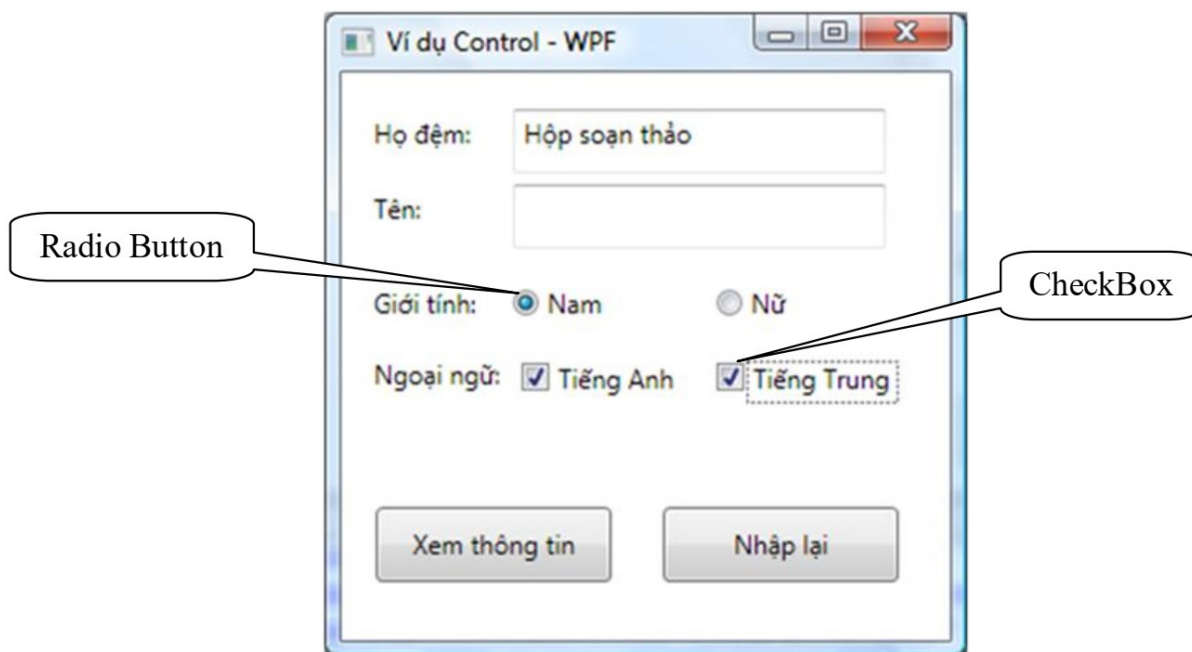 Ví dụ Control - WPF
Họ đệm: Hộp soạn thảo
Tên:
Radio Button
Giới tính: Nam Nữ
CheckBox
Ngoại ngữ: Tiếng Anh Tiếng Trung
Xem thông tin Nhập lại